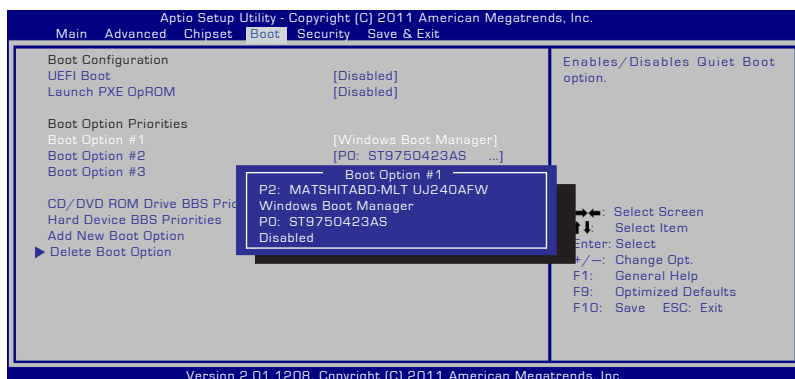 Aptio Setup Utility - Copyright (C) 2011 American Megatrends, Inc.
Main Advanced Chipset Boot Security Save & Exit
Boot Configuration
UEFI Boot [Disabled]
Launch PXE OpROM [Disabled]
Boot Option Priorities
Boot Option #1 [Windows Boot Manager]
Boot Option #2 [P0: ST9750423AS ...]
Boot Option #3
CD/DVD ROM Drive BBS Prio
Hard Device BBS Priorities
Add New Boot Option
Delete Boot Option
Boot Option #1
P2: MATSHITABD-MLT UJ240AFW
Windows Boot Manager
P0: ST9750423AS
Disabled
Enables/Disables Quiet Boot
option.
→←: Select Screen
↑↓: Select Item
Enter: Select
+/—: Change Opt.
F1: General Help
F9: Optimized Defaults
F10: Save ESC: Exit
Version 2.01.1208. Copyright (C) 2011 American Megatrends, Inc.